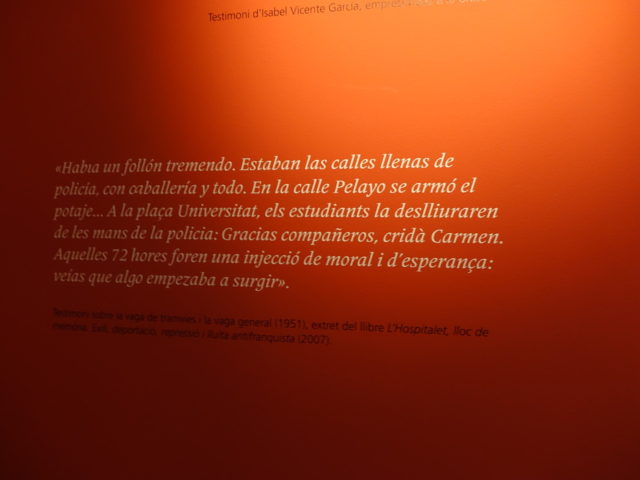 Testimoni d'Isabel Vicente García,
«Había un follón tremendo. Estaban las calles llenas de
policía, con caballería y todo. En la calle Pelayo se armó el
potaje... A la plaça Universitat, els estudiants la deslliuraren
de les mans de la policia: Gracias compañeros, cridà Carmen.
Aquelles 72 hores foren una injecció de moral i d'esperança:
veías que algo empezaba a surgir».
Testimoni sobre la vaga de tramvies i la vaga general (1951), extret del llibre L'Hospitalet, lloc de
memòria. Exili, deportació, repressió i lluita antifranquista (2007).